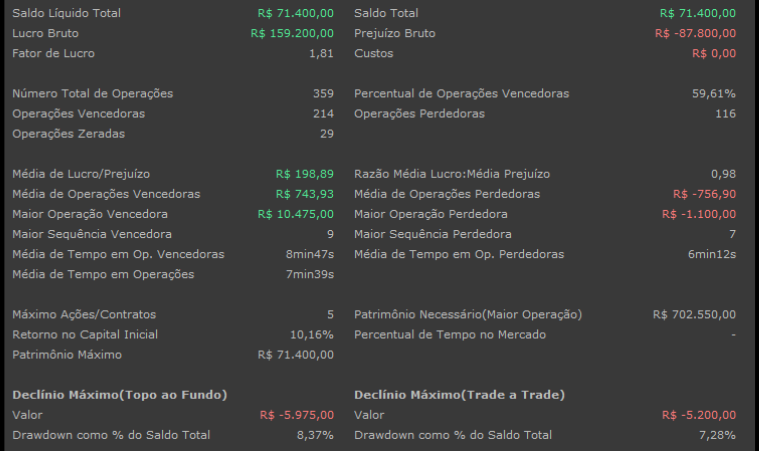 Saldo Líquido Total R$ 71.400,00 Saldo Total R$ 71.400,00
Lucro Bruto R$ 159.200,00 Prejuízo Bruto R$ -87.800,00
Fator de Lucro 1,81 Custos R$ 0,00
Número Total de Operações 359 Percentual de Operações Vencedoras 59,61%
Operações Vencedoras 214 Operações Perdedoras 116
Operações Zeradas 29
Média de Lucro/Prejuízo R$ 198,89 Razão Média Lucro:Média Prejuízo 0,98
Média de Operações Vencedoras R$ 743,93 Média de Operações Perdedoras R$ -756,90
Maior Operação Vencedora R$ 10.475,00 Maior Operação Perdedora R$ -1.100,00
Maior Sequência Vencedora 9 Maior Sequência Perdedora 7
Média de Tempo em Op. Vencedoras 8min47s Média de Tempo em Op. Perdedoras 6min12s
Média de Tempo em Operações 7min39s
Máximo Ações/Contratos 5 Patrimônio Necessário(Maior Operação) R$ 702.550,00
Retorno no Capital Inicial 10,16% Percentual de Tempo no Mercado -
Patrimônio Máximo R$ 71.400,00
Declínio Máximo(Topo ao Fundo) Declínio Máximo(Trade a Trade)
Valor R$ -5.975,00 Valor R$ -5.200,00
Drawdown como % do Saldo Total 8,37% Drawdown como % do Saldo Total 7,28%